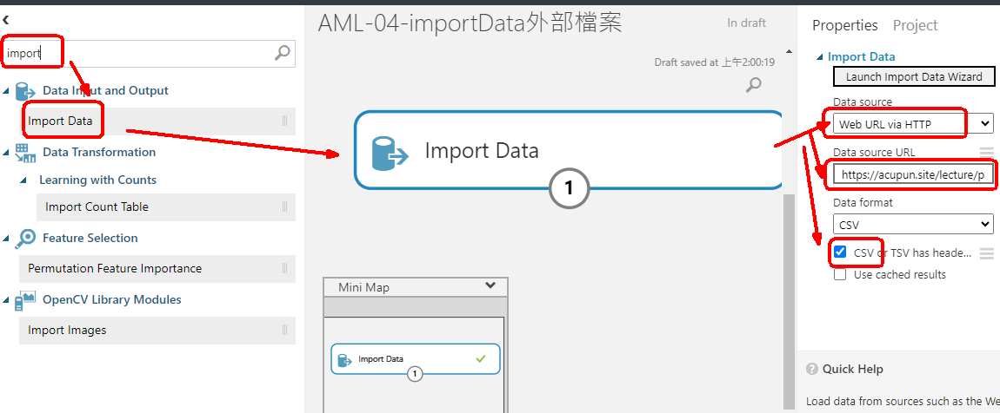 import
Data Input and Output
Import Data
Data Transformation
Learning with Counts
Import Count Table
Feature Selection
Permutation Feature Importance
OpenCV Library Modules
Import Images
AML-04-importData外部檔案
In draft
Draft saved at 上午2:00:19
Import Data
1
Mini Map
Import Data
1
Properties Project
Import Data
Launch Import Data Wizard
Data source
Web URL via HTTP
Data source URL
https://acupun.site/lecture/p
Data format
CSV
CSV or TSV has heade...
Use cached results
Quick Help
Load data from sources such as the We